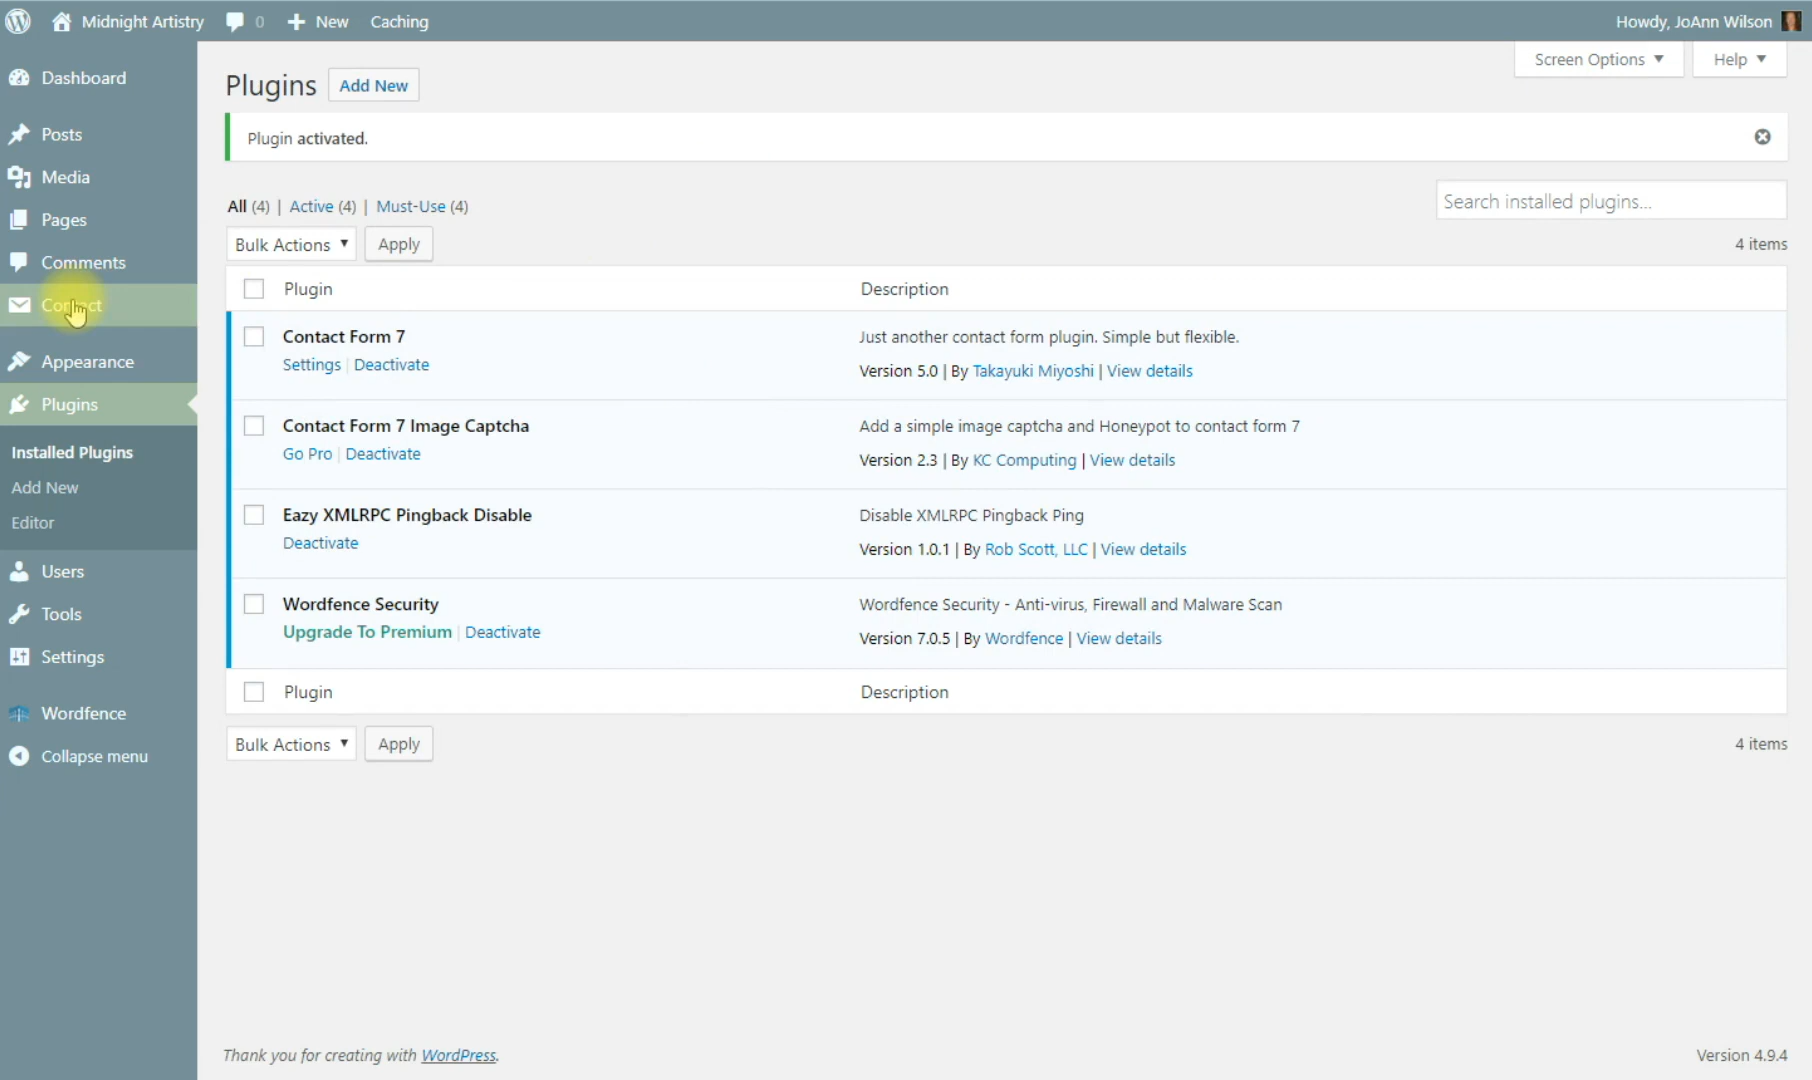 Midnight Artistry 0 New Caching Howdy, JoAnn Wilson
Dashboard
Posts
Media
Pages
Comments
Contact
Appearance
Plugins
Installed Plugins
Add New
Editor
Users
Tools
Settings
Wordfence
Collapse menu
Screen Options Help
Plugins Add New
Plugin activated.
All (4) | Active (4) | Must-Use (4)
Search installed plugins...
Bulk Actions Apply 4 items
Plugin Description
Contact Form 7 Just another contact form plugin. Simple but flexible.
Settings | Deactivate Version 5.0 | By Takayuki Miyoshi | View details
Contact Form 7 Image Captcha Add a simple image captcha and Honeypot to contact form 7
Go Pro | Deactivate Version 2.3 | By KC Computing | View details
Eazy XMLRPC Pingback Disable Disable XMLRPC Pingback Ping
Deactivate Version 1.0.1 | By Rob Scott, LLC | View details
Wordfence Security Wordfence Security - Anti-virus, Firewall and Malware Scan
Upgrade To Premium | Deactivate Version 7.0.5 | By Wordfence | View details
Plugin Description
Bulk Actions Apply 4 items
Thank you for creating with WordPress. Version 4.9.4